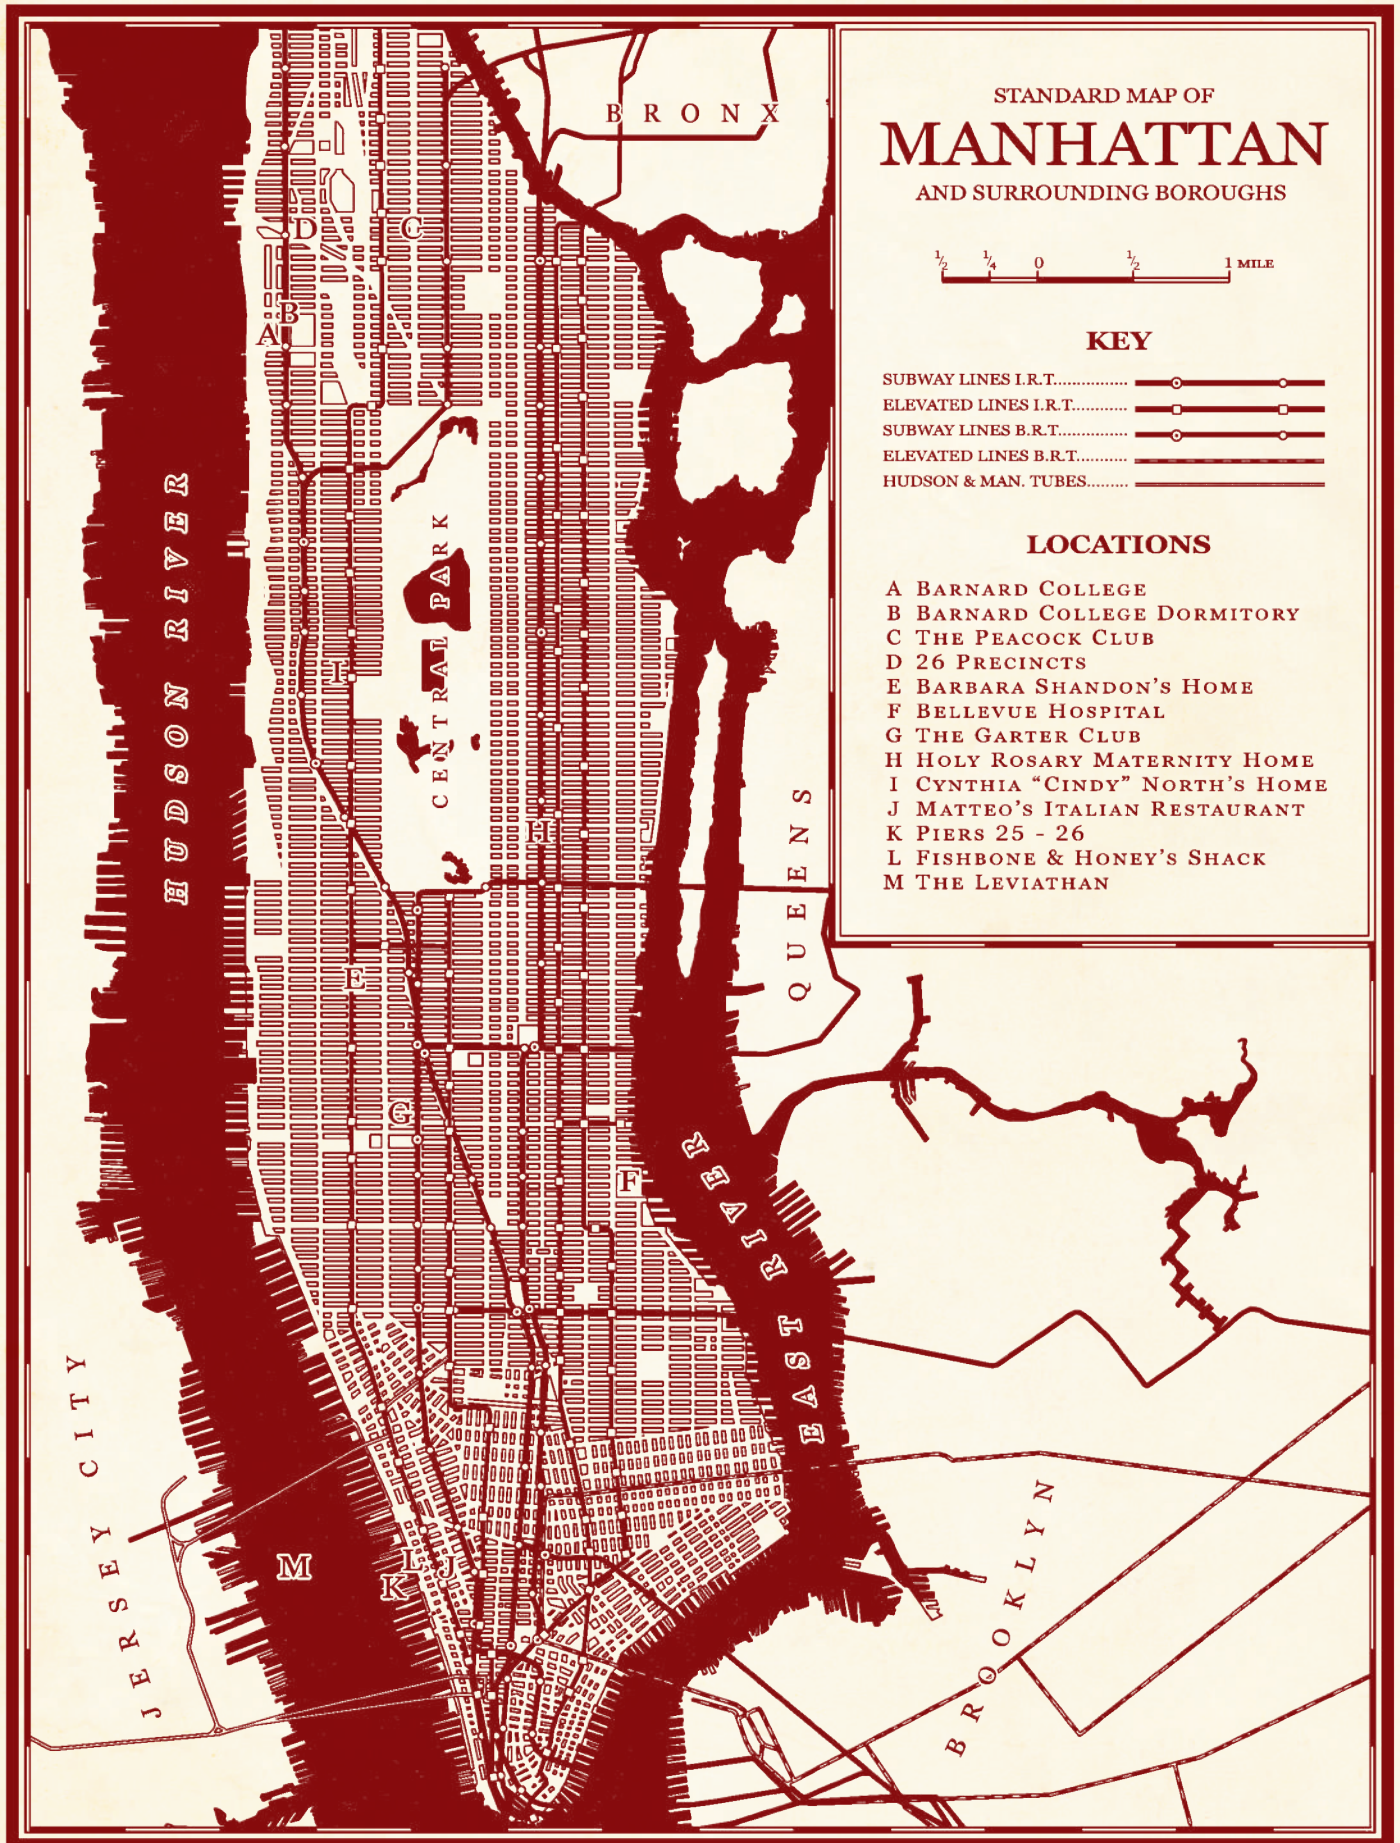 STANDARD MAP OF
MANHATTAN
AND SURROUNDING BOROUGHS
½ ¼ 0 ½ 1 MILE
KEY
SUBWAY LINES I.R.T................
ELEVATED LINES I.R.T............
SUBWAY LINES B.R.T..............
ELEVATED LINES B.R.T..........
HUDSON & MAN. TUBES........
LOCATIONS
A BARNARD COLLEGE
B BARNARD COLLEGE DORMITORY
C THE PEACOCK CLUB
D 26 PRECINCTS
E BARBARA SHANDON'S HOME
F BELLEVUE HOSPITAL
G THE GARTER CLUB
H HOLY ROSARY MATERNITY HOME
I CYNTHIA “CINDY” NORTH'S HOME
J MATTEO'S ITALIAN RESTAURANT
K PIERS 25 - 26
L FISHBONE & HONEY'S SHACK
M THE LEVIATHAN
BRONX
D
C
B
A
HUDSON RIVER
CENTRAL PARK
I
H
QUEENS
E
G
F
EAST RIVER
JERSEY CITY
M
L
J
K
BROOKLYN